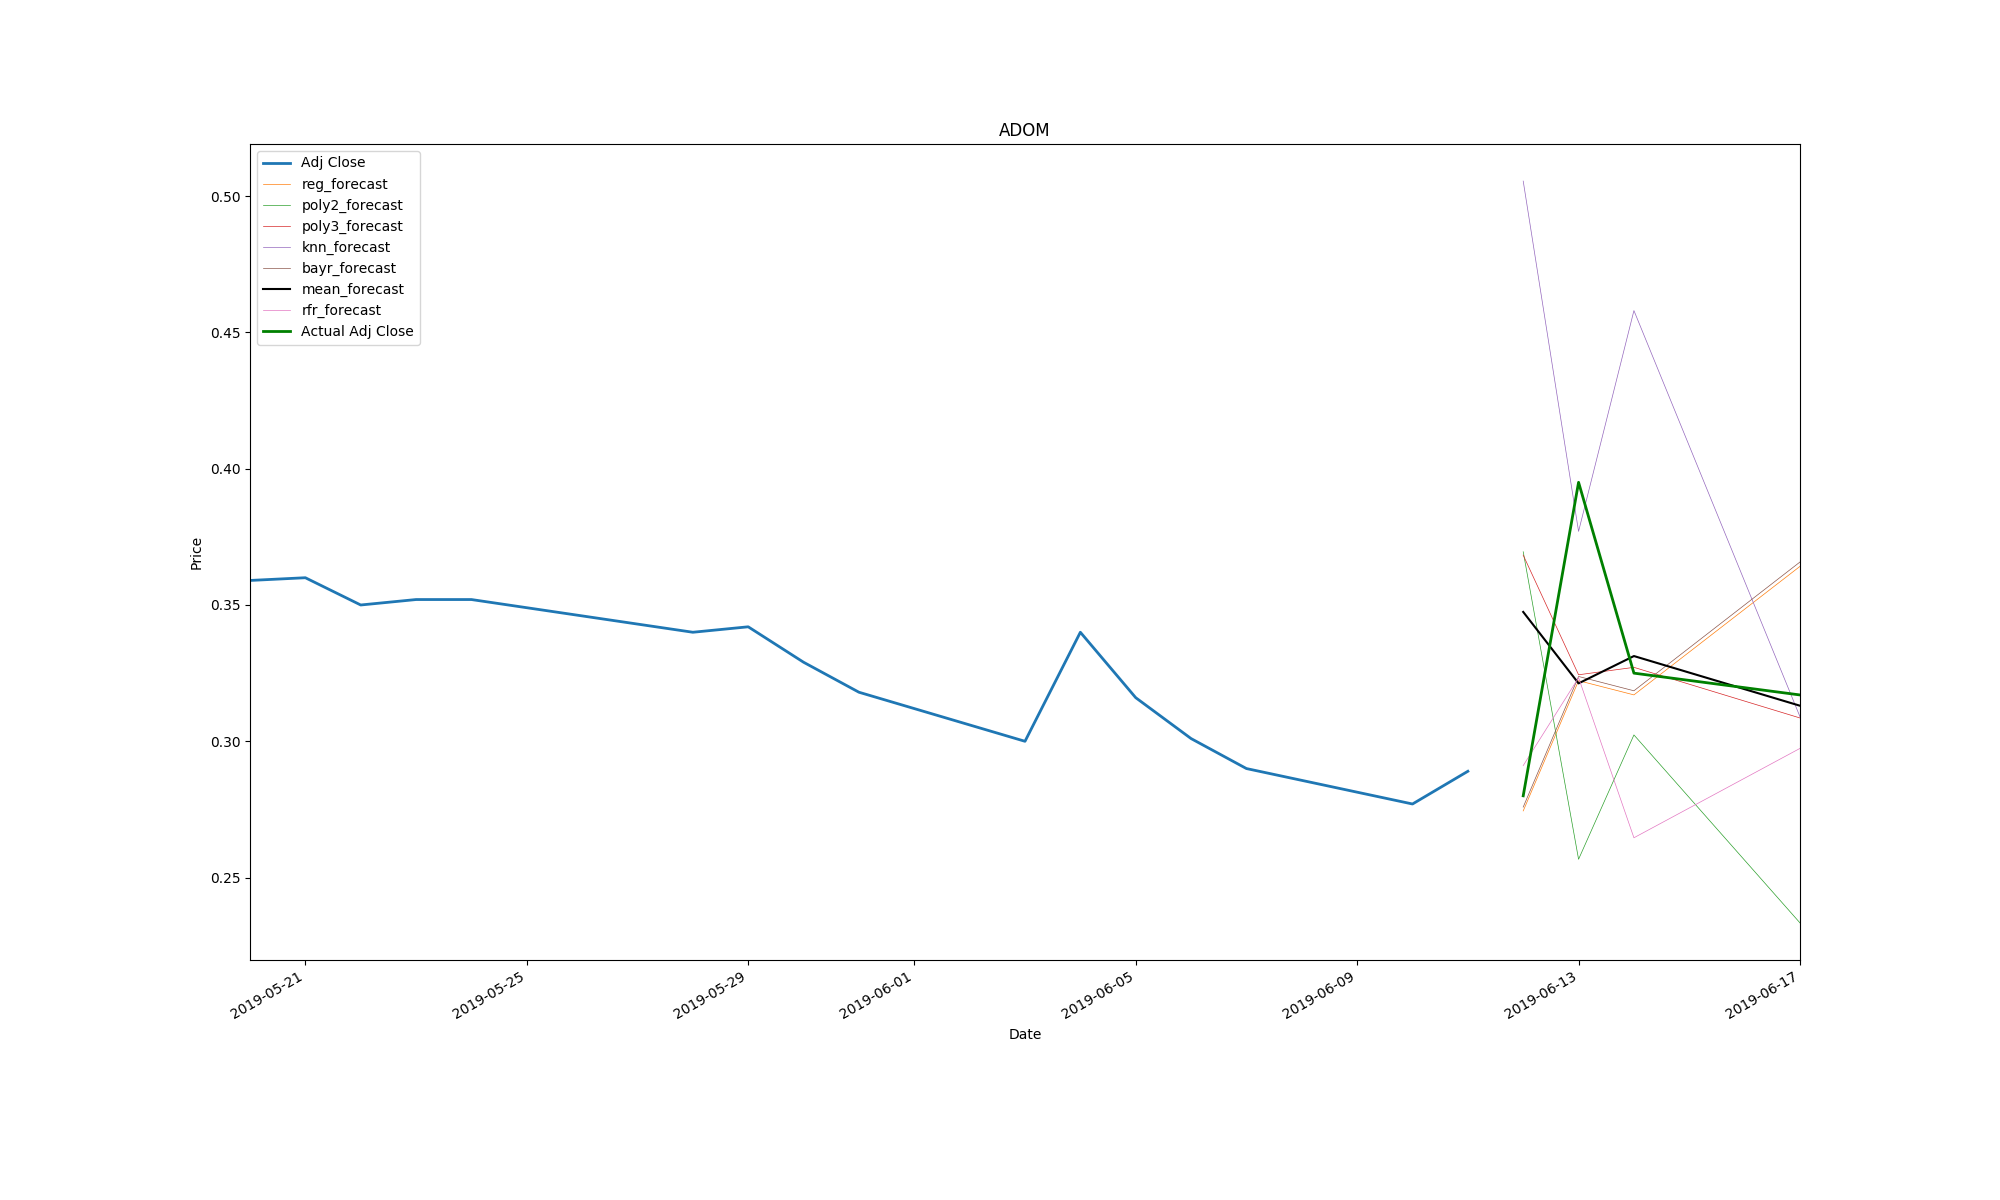 ADOM
Adj Close
reg_forecast
poly2_forecast
poly3_forecast
knn_forecast
bayr_forecast
mean_forecast
rfr_forecast
Actual Adj Close
0.50
0.45
0.40
0.35
0.30
0.25
Price
2019-05-21
2019-05-25
2019-05-29
2019-06-01
2019-06-05
2019-06-09
2019-06-13
2019-06-17
Date